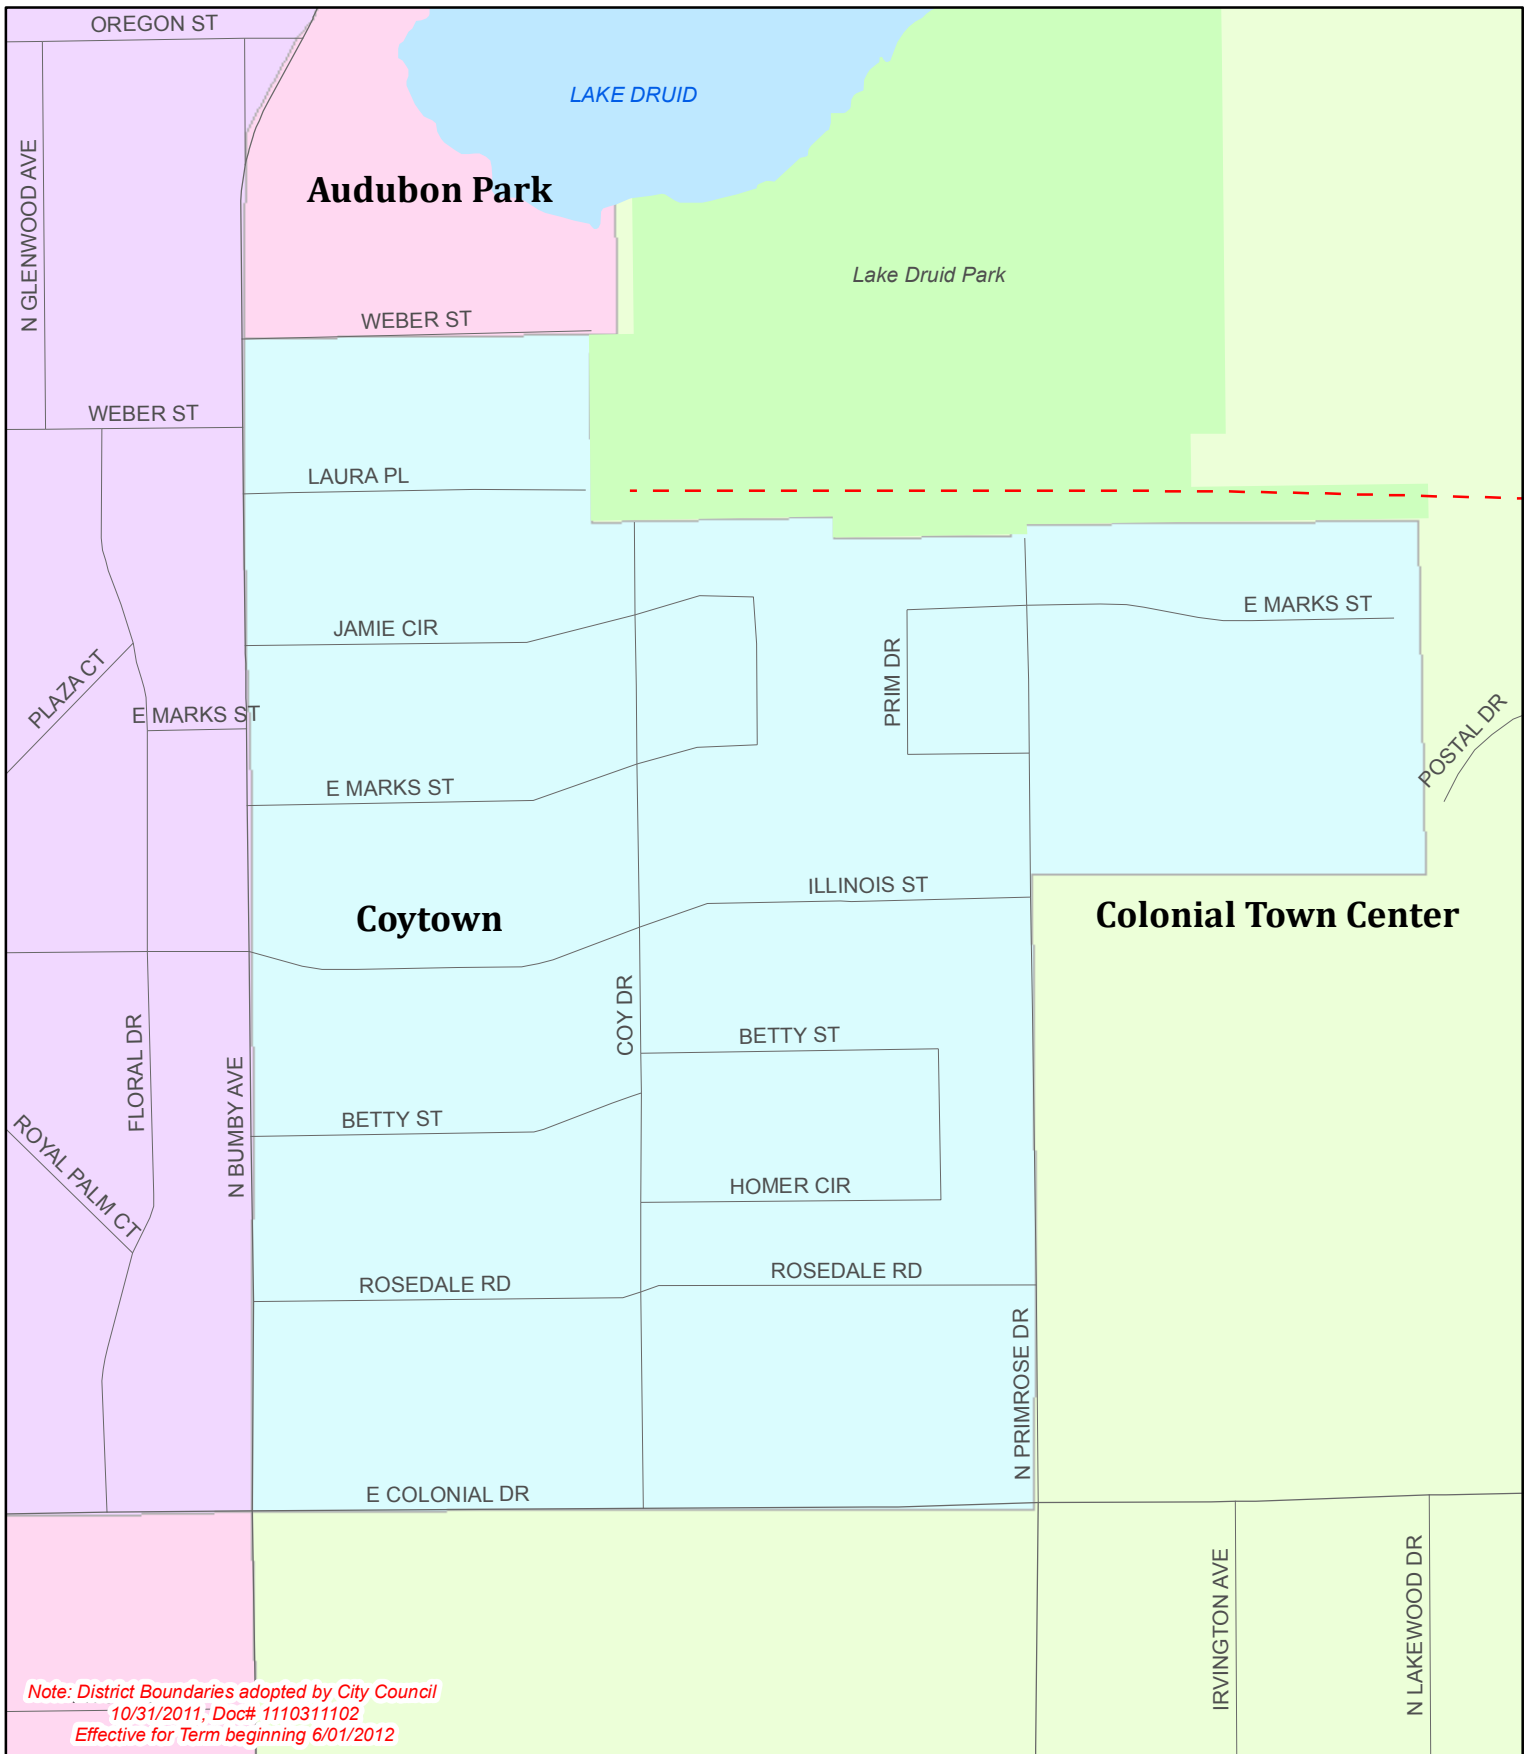 OREGON ST
LAKE DRUID
N GLENWOOD AVE
Audubon Park
Lake Druid Park
WEBER ST
WEBER ST
LAURA PL
E MARKS ST
JAMIE CIR
PRIM DR
PLAZA CT
E MARKS ST
POSTAL DR
E MARKS ST
ILLINOIS ST
Coytown
Colonial Town Center
COY DR
FLORAL DR
BETTY ST
N BUMBY AVE
BETTY ST
ROYAL PALM CT
HOMER CIR
ROSEDALE RD
ROSEDALE RD
N PRIMROSE DR
E COLONIAL DR
IRVINGTON AVE
N LAKEWOOD DR
Note: District Boundaries adopted by City Council
10/31/2011, Doc# 1110311102
Effective for Term beginning 6/01/2012